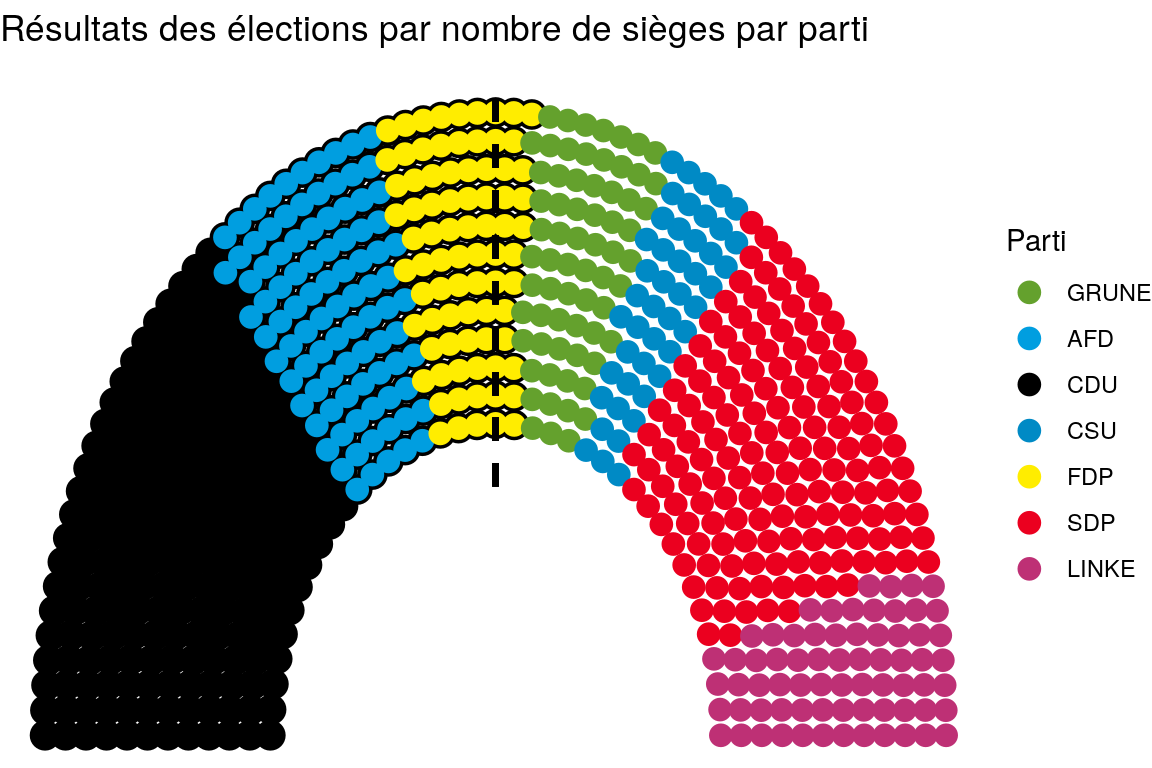 Résultats des élections par nombre de sièges par parti
Parti
GRUNE
AFD
CDU
CSU
FDP
SDP
LINKE